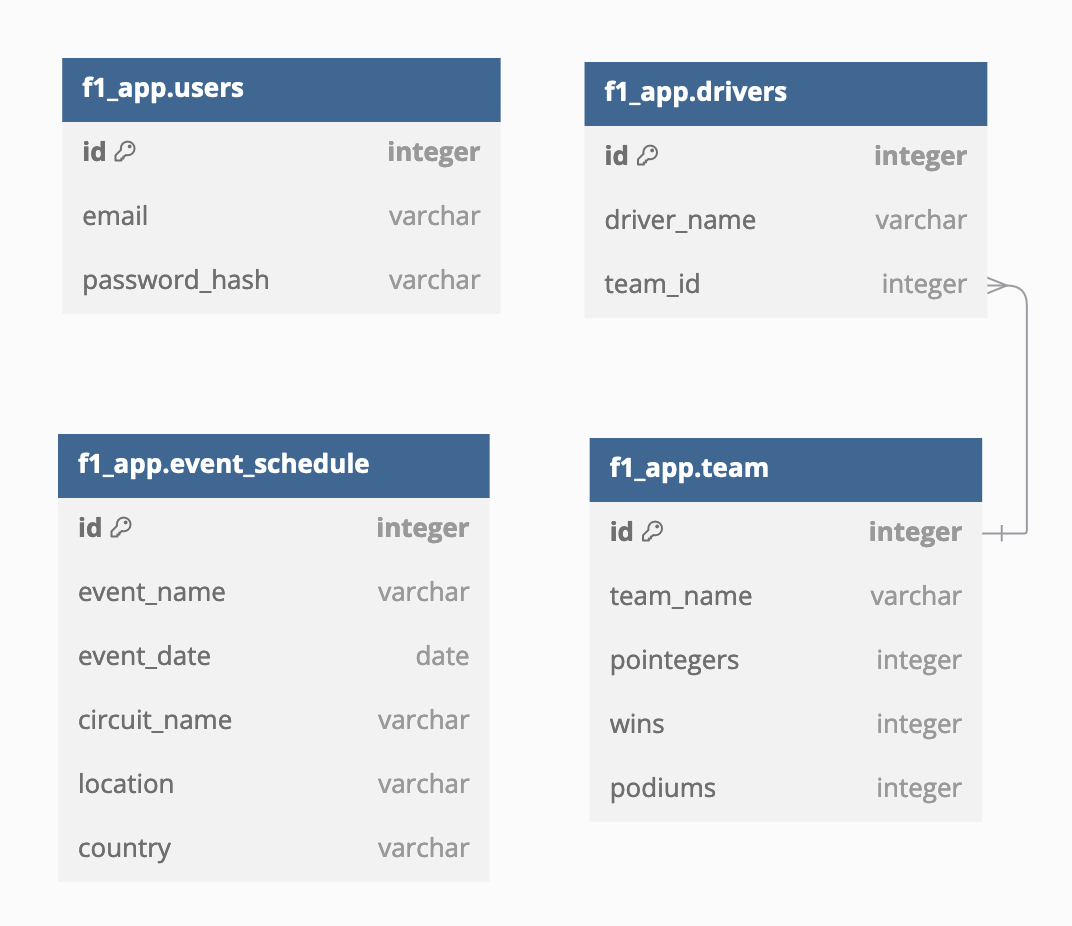 f1_app.users
id integer
email varchar
password_hash varchar
f1_app.drivers
id integer
driver_name varchar
team_id integer
f1_app.event_schedule
id integer
event_name varchar
event_date date
circuit_name varchar
location varchar
country varchar
f1_app.team
id integer
team_name varchar
pointegers integer
wins integer
podiums integer